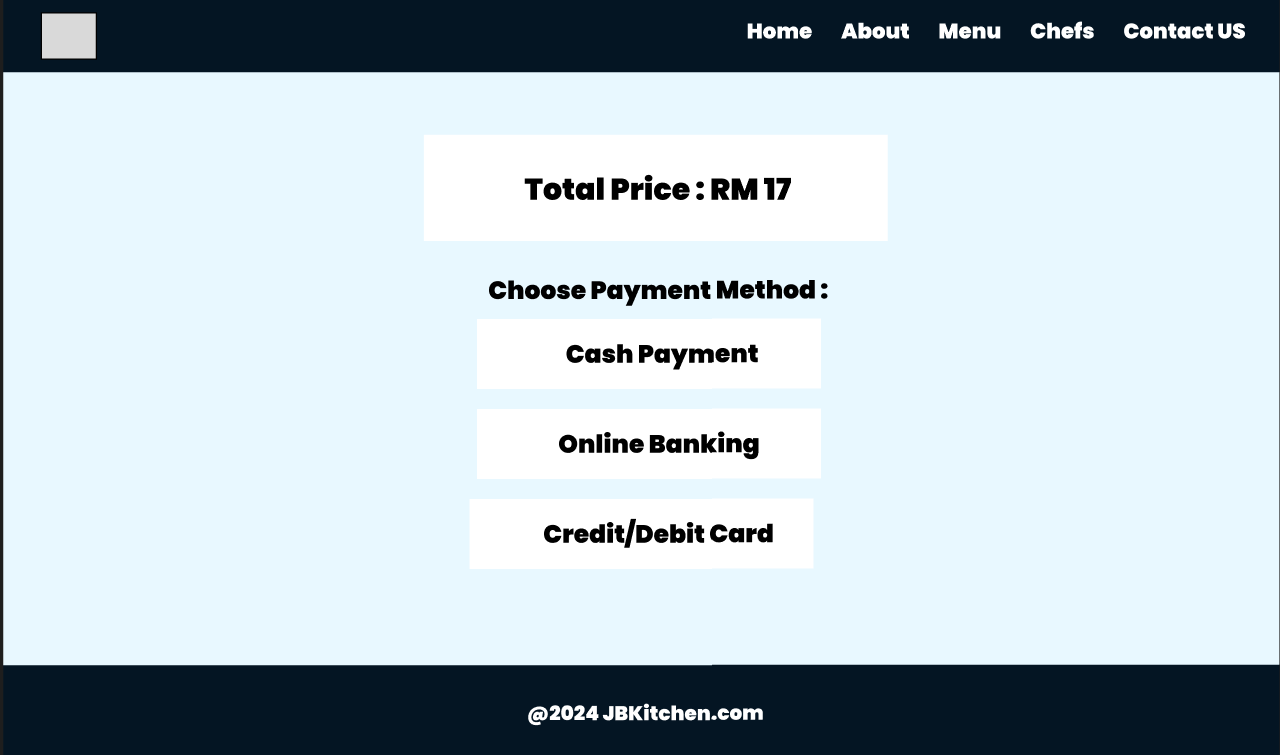 Home About Menu Chefs Contact US
Total Price : RM 17
Choose Payment Method :
Cash Payment
Online Banking
Credit/Debit Card
@2024 JBKitchen.com